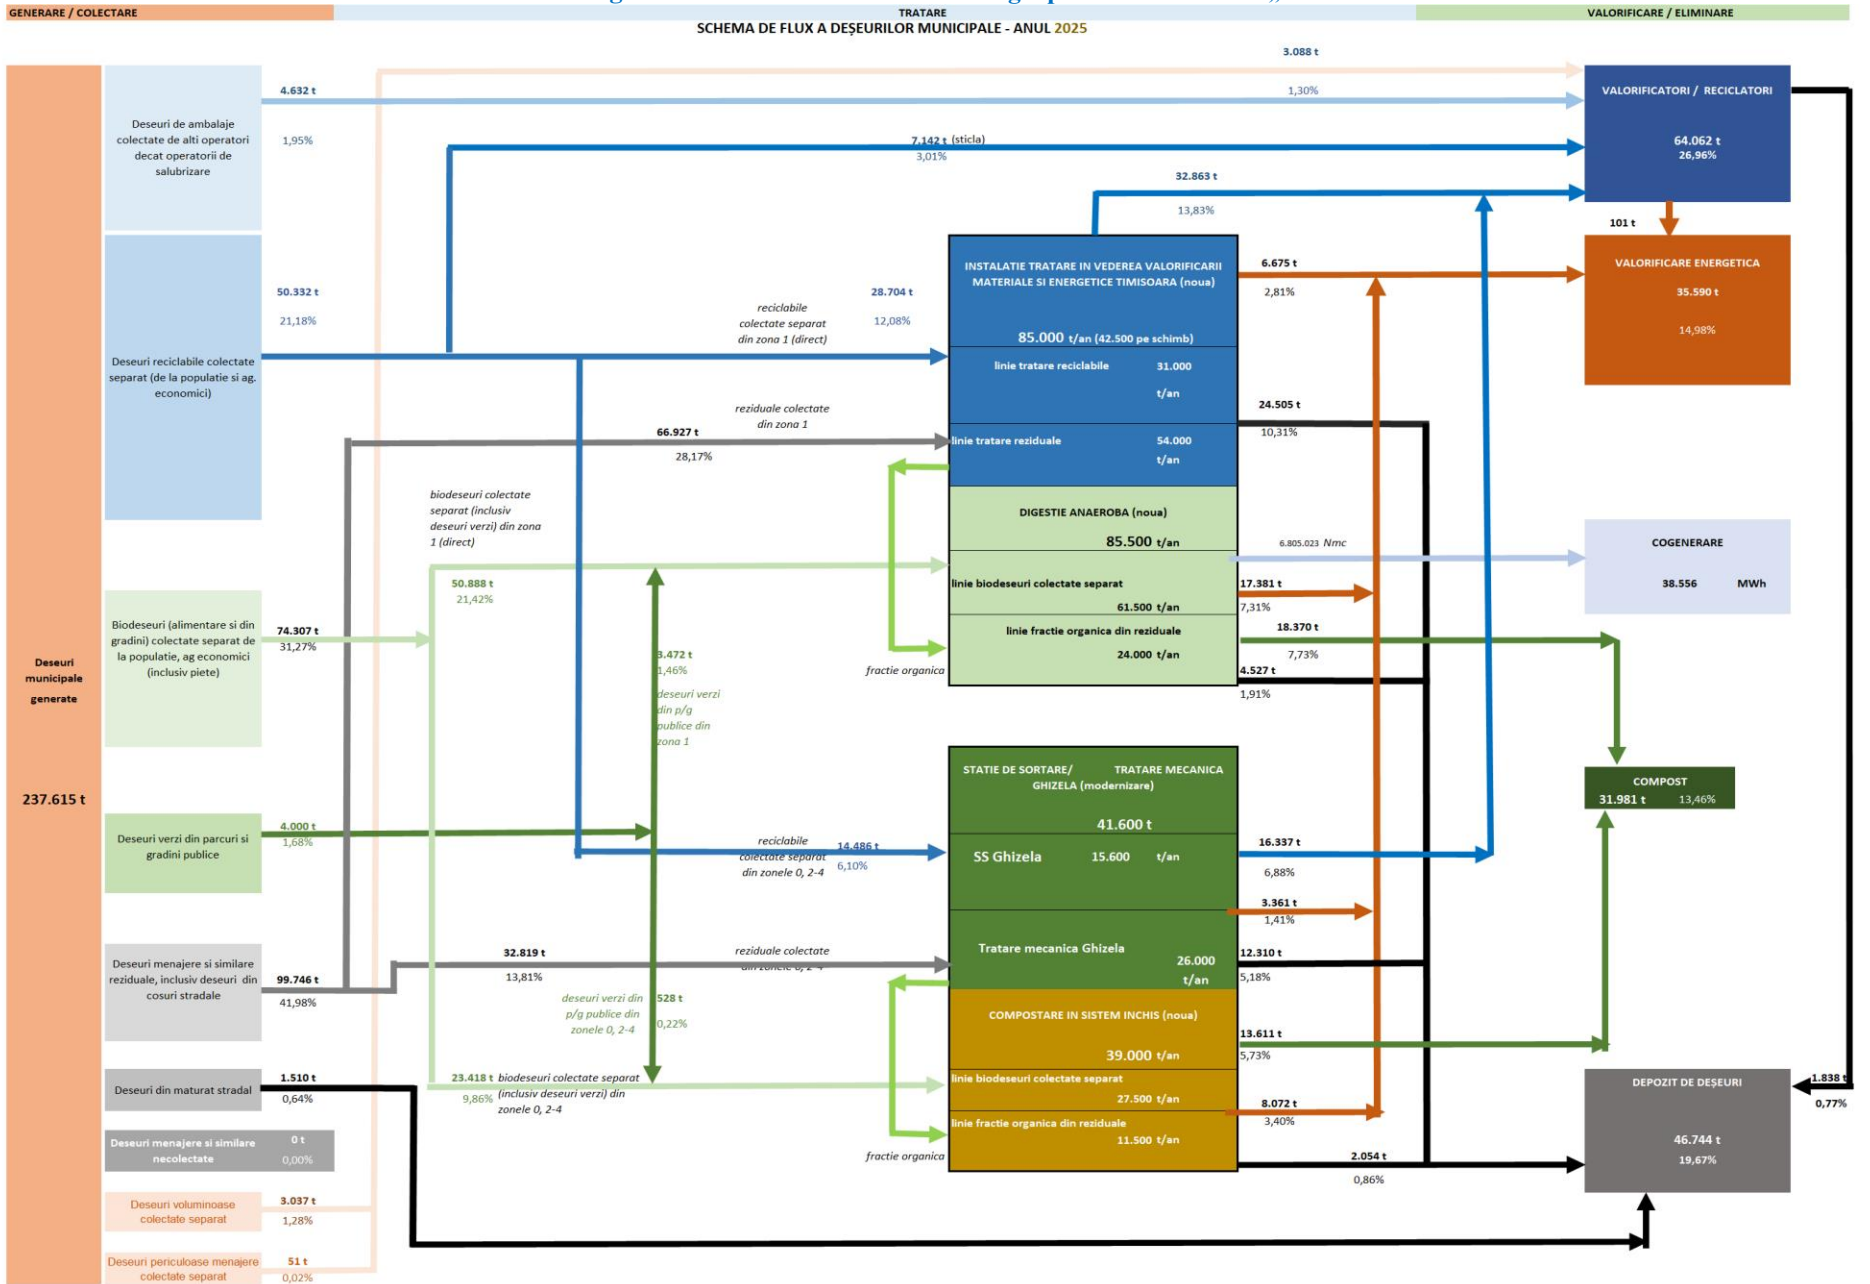 GENERARE / COLECTARE
TRATARE
VALORIFICARE / ELIMINARE
SCHEMA DE FLUX A DEȘEURILOR MUNICIPALE - ANUL 2025
Deseuri
municipale
generate
237.615 t
Deseuri de ambalaje
colectate de alti operatori
decat operatorii de
salubrizare
4.632 t
1,95%
Deseuri reciclabile colectate
separat (de la populatie si ag.
economici)
50.332 t
21,18%
Biodeseuri (alimentare si din
gradini) colectate separat de
la populatie, ag economici
(inclusiv piete)
74.307 t
31,27%
Deseuri verzi din parcuri si
gradini publice
4.000 t
1,68%
Deseuri menajere si similare
reziduale, inclusiv deseuri din
cosuri stradale
99.746 t
41,98%
Deseuri din maturat stradal
1.510 t
0,64%
Deseuri menajere si similare
necolectate
0 t
0,00%
Deseuri voluminoase
colectate separat
3.037 t
1,28%
Deseuri periculoase menajere
colectate separat
51 t
0,02%
3.088 t
1,30%
7.142 t (sticla)
3,01%
32.863 t
13,83%
reciclabile
colectate separat
din zona 1 (direct)
28.704 t
12,08%
reziduale colectate
din zona 1
66.927 t
28,17%
biodeseuri colectate
separat (inclusiv
deseuri verzi) din zona
1 (direct)
50.888 t
21,42%
3.472 t
1,46%
deseuri verzi
din p/g
publice din
zona 1
fractie organica
reciclabile
colectate separat
din zonele 0, 2-4
14.486 t
6,10%
32.819 t
13,81%
reziduale colectate
din zonele 0, 2-4
deseuri verzi din
p/g publice din
zonele 0, 2-4
528 t
0,22%
23.418 t
9,86%
biodeseuri colectate separat
(inclusiv deseuri verzi) din
zonele 0, 2-4
fractie organica
INSTALATIE TRATARE IN VEDEREA VALORIFICARII
MATERIALE SI ENERGETICE TIMISOARA (noua)
85.000 t/an (42.500 pe schimb)
linie tratare reciclabile 31.000
t/an
linie tratare reziduale 54.000
t/an
DIGESTIE ANAEROBA (noua)
85.500 t/an
linie biodeseuri colectate separat
61.500 t/an
linie fractie organica din reziduale
24.000 t/an
STATIE DE SORTARE/ TRATARE MECANICA
GHIZELA (modernizare)
41.600 t
SS Ghizela 15.600 t/an
Tratare mecanica Ghizela
26.000
t/an
COMPOSTARE IN SISTEM INCHIS (noua)
39.000 t/an
linie biodeseuri colectate separat
27.500 t/an
linie fractie organica din reziduale
11.500 t/an
6.675 t
2,81%
24.505 t
10,31%
6.805.023 Nmc
17.381 t
7,31%
18.370 t
7,73%
4.527 t
1,91%
16.337 t
6,88%
3.361 t
1,41%
12.310 t
5,18%
13.611 t
5,73%
8.072 t
3,40%
2.054 t
0,86%
VALORIFICATORI / RECICLATORI
64.062 t
26,96%
101 t
VALORIFICARE ENERGETICA
35.590 t
14,98%
COGENERARE
38.556 MWh
COMPOST
31.981 t 13,46%
DEPOZIT DE DEȘEURI
46.744 t
19,67%
1.838 t
0,77%